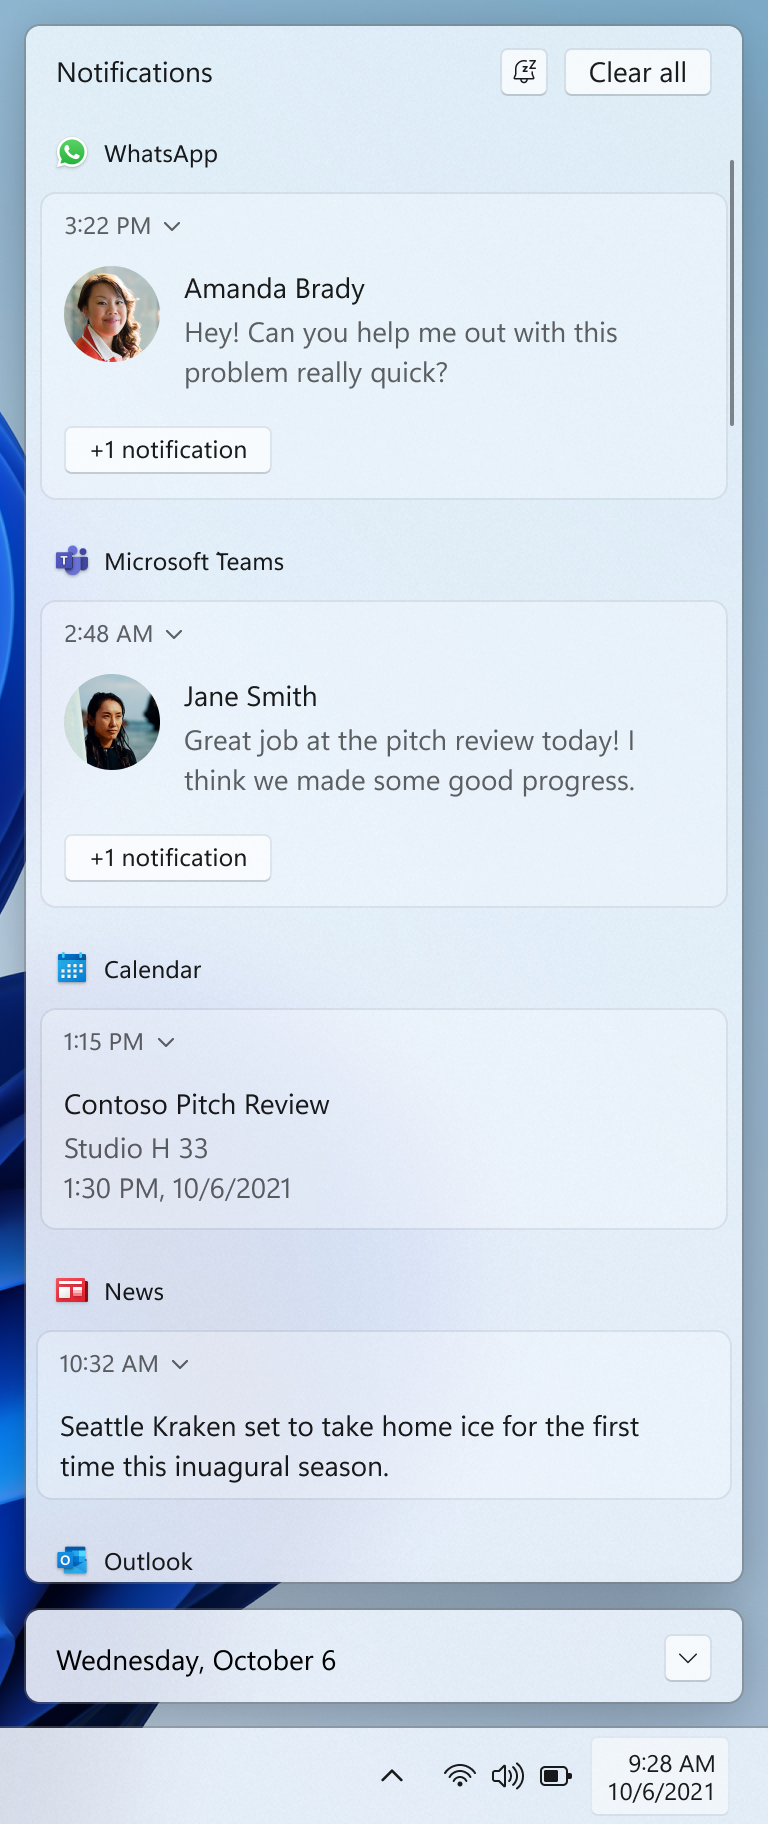 Notifications
Clear all
WhatsApp
3:22 PM
Amanda Brady
Hey! Can you help me out with this
problem really quick?
+1 notification
Microsoft Teams
2:48 AM
Jane Smith
Great job at the pitch review today! I
think we made some good progress.
+1 notification
Calendar
1:15 PM
Contoso Pitch Review
Studio H 33
1:30 PM, 10/6/2021
News
10:32 AM
Seattle Kraken set to take home ice for the first
time this inuagural season.
Outlook
Wednesday, October 6
9:28 AM
10/6/2021